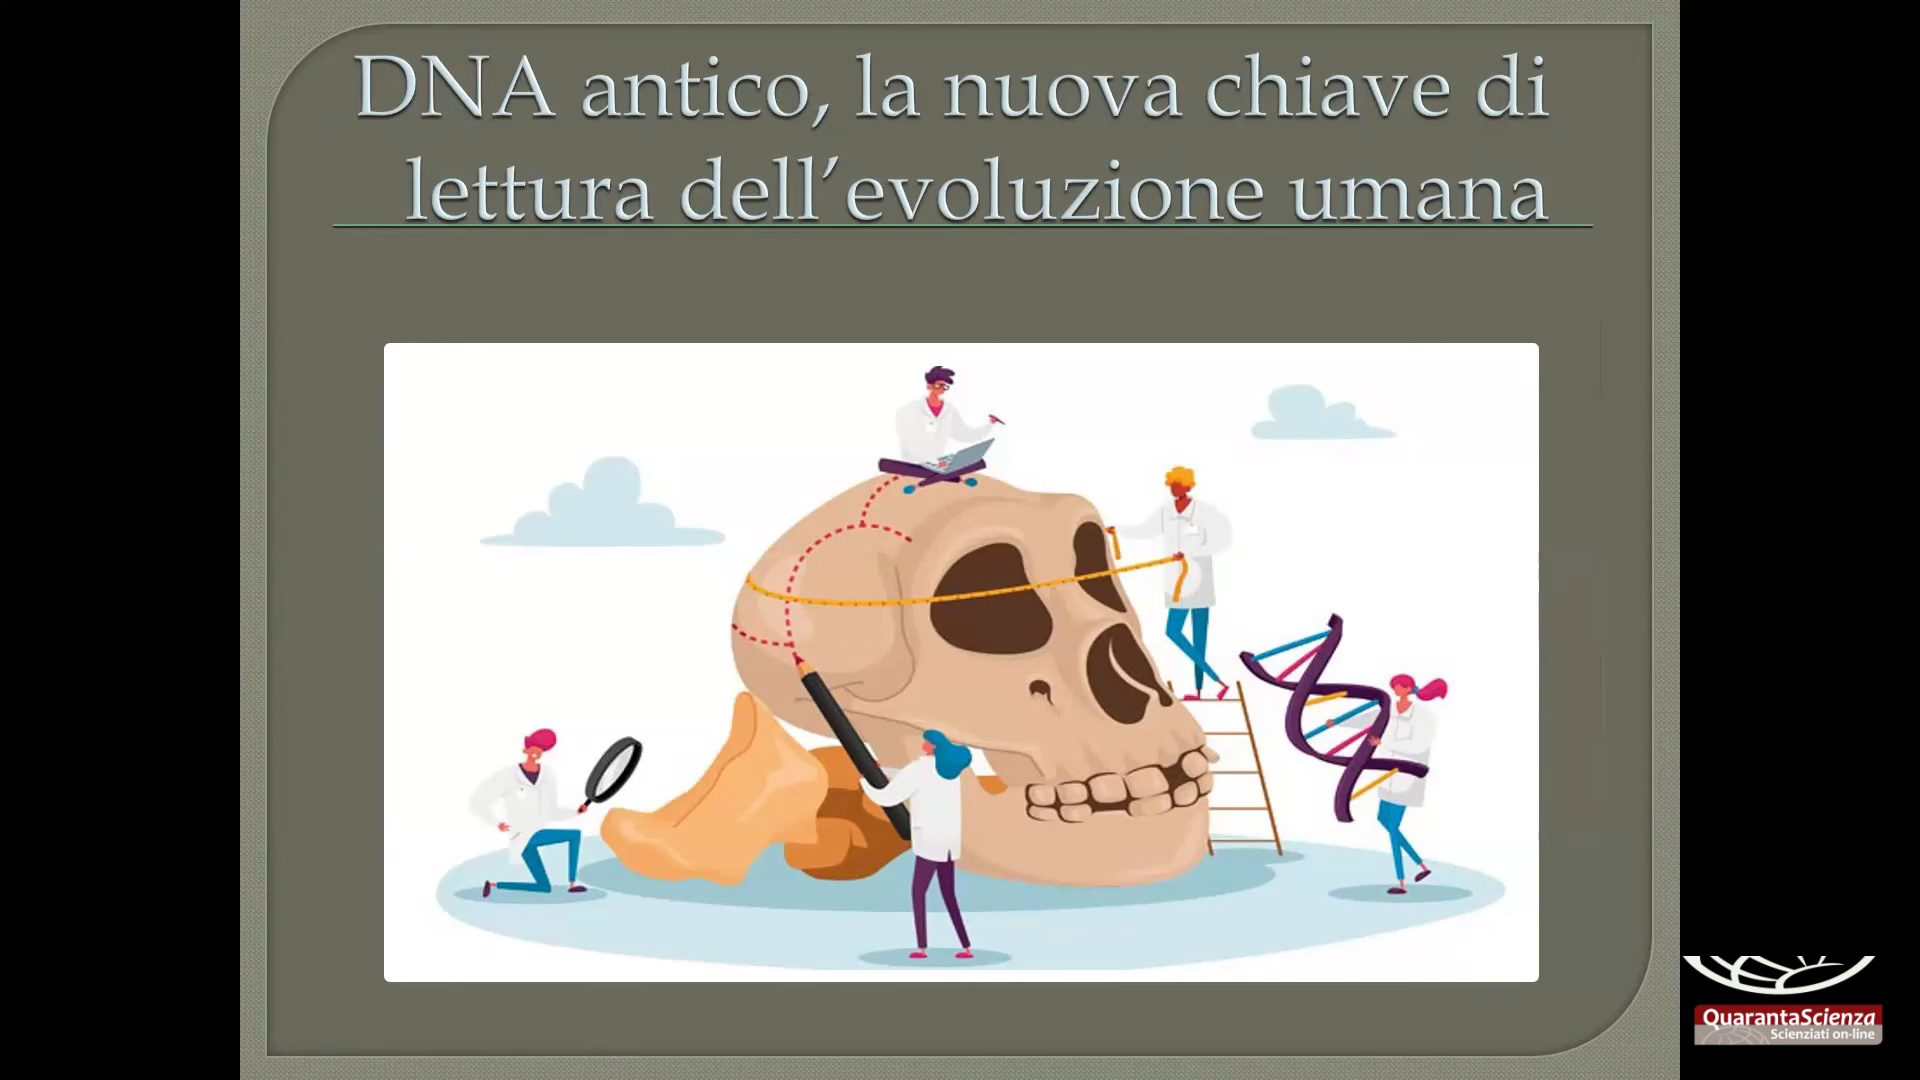 DNA antico, la nuova chiave di
lettura dell’evoluzione umana
QuarantaScienza
Scienziati on-line